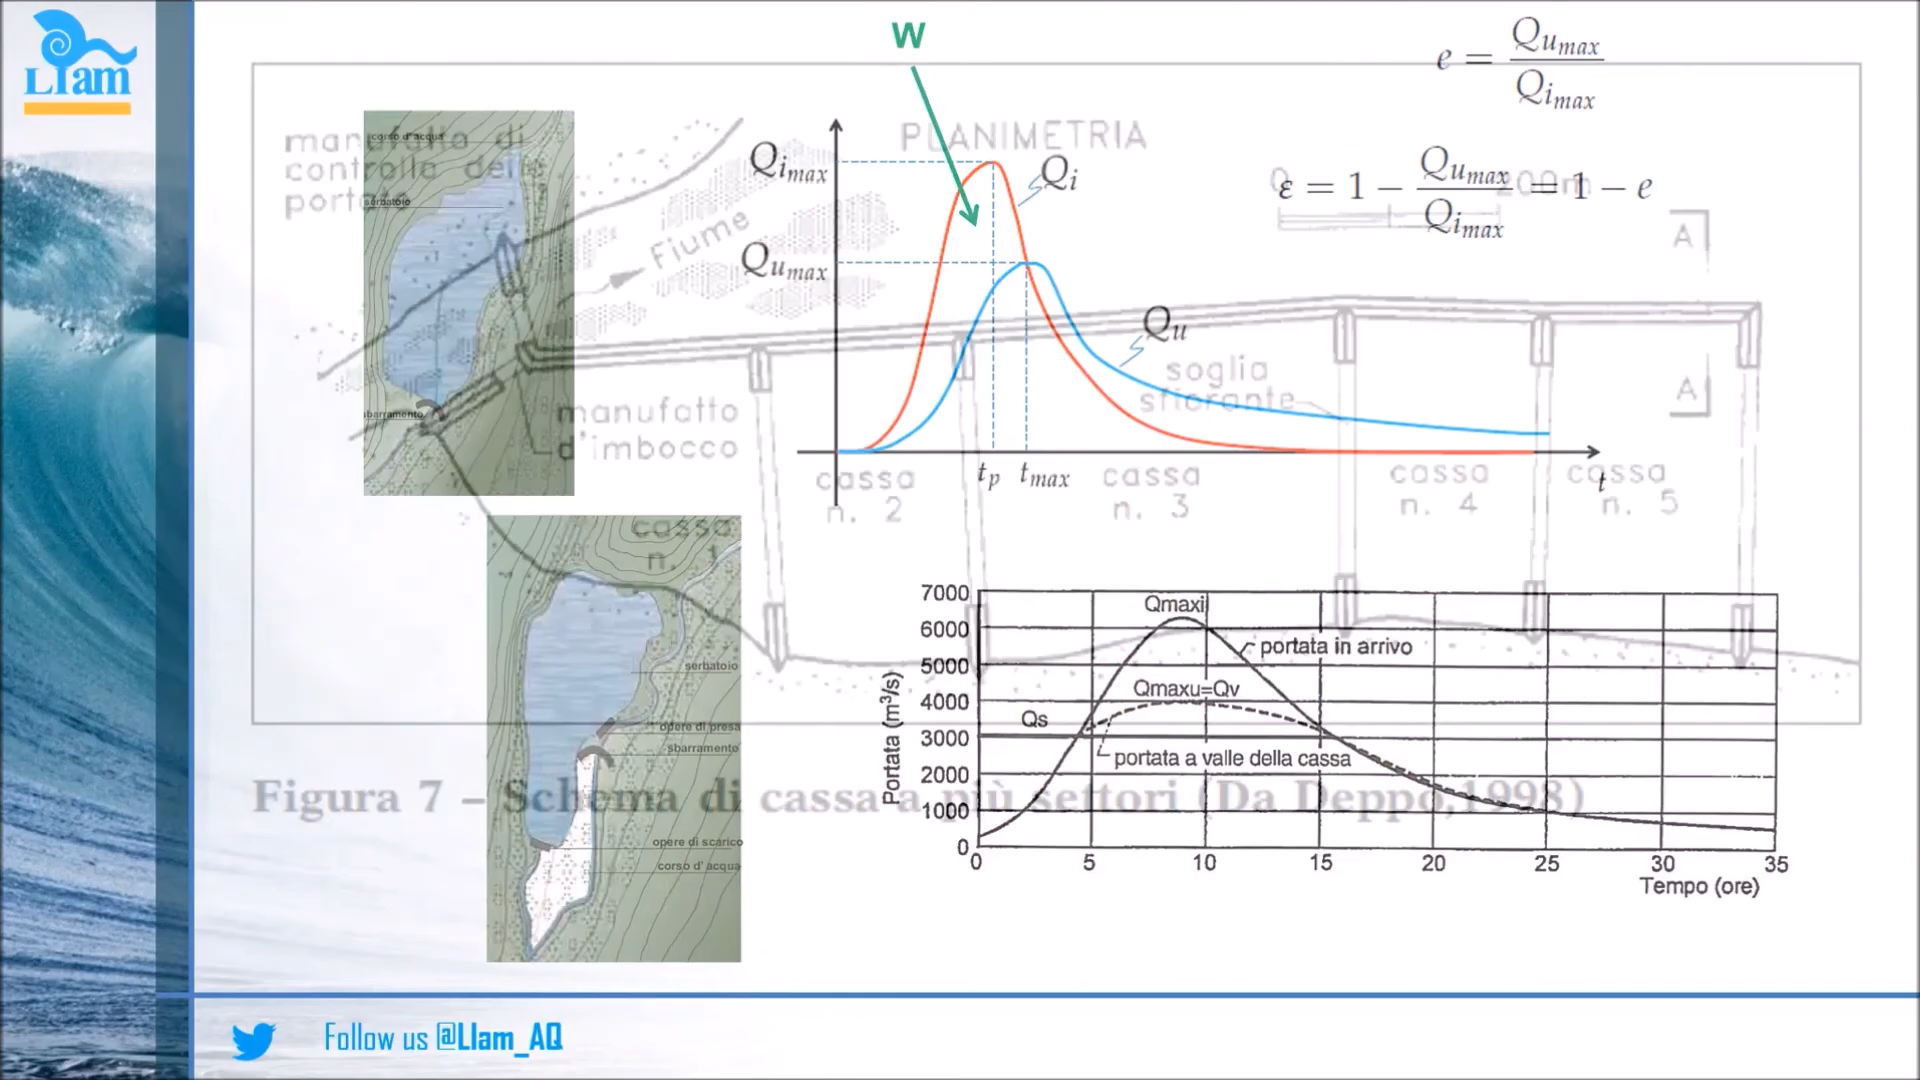 LIam
W
e = Qumax / Qimax
ε = 1 − Qumax / Qimax = 1 − e
PLANIMETRIA
0 200m
manufatto di
controllo delle
portate
corso d'acqua
serbatoio
sbarramento
Fiume
Qimax
Qi
Qumax
Qu
A
A
soglia
sfiorante
manufatto
d'imbocco
tp tmax t
cassa
n. 2
cassa
n. 3
cassa
n. 4
cassa
n. 5
cassa
n. 1
serbatoio
opere di presa
sbarramento
opere di scarico
corso d'acqua
Portata (m³/s)
7000
6000
5000
4000
3000
2000
1000
0
Qmaxi
portata in arrivo
Qmaxu=Qv
Qs
portata a valle della cassa
0 5 10 15 20 25 30 35
Tempo (ore)
Figura 7 – Schema di cassa a più settori (Da Deppo,1998)
Follow us @LIam_AQ